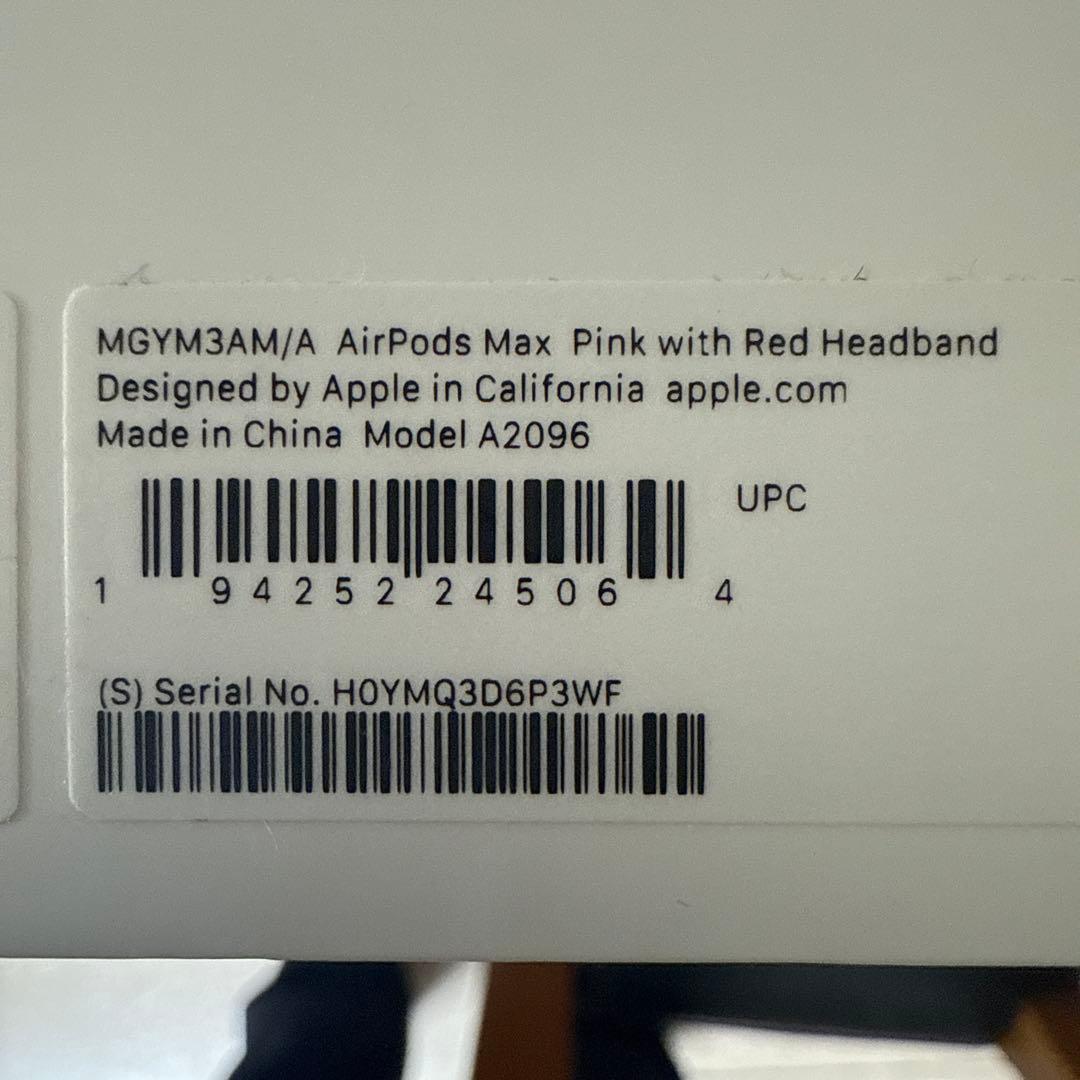 MGYM3AM/A AirPods Max Pink with Red Headband
Designed by Apple in California apple.com
Made in China Model A2096
UPC
1 94252 24506 4
(S) Serial No. H0YMQ3D6P3WF